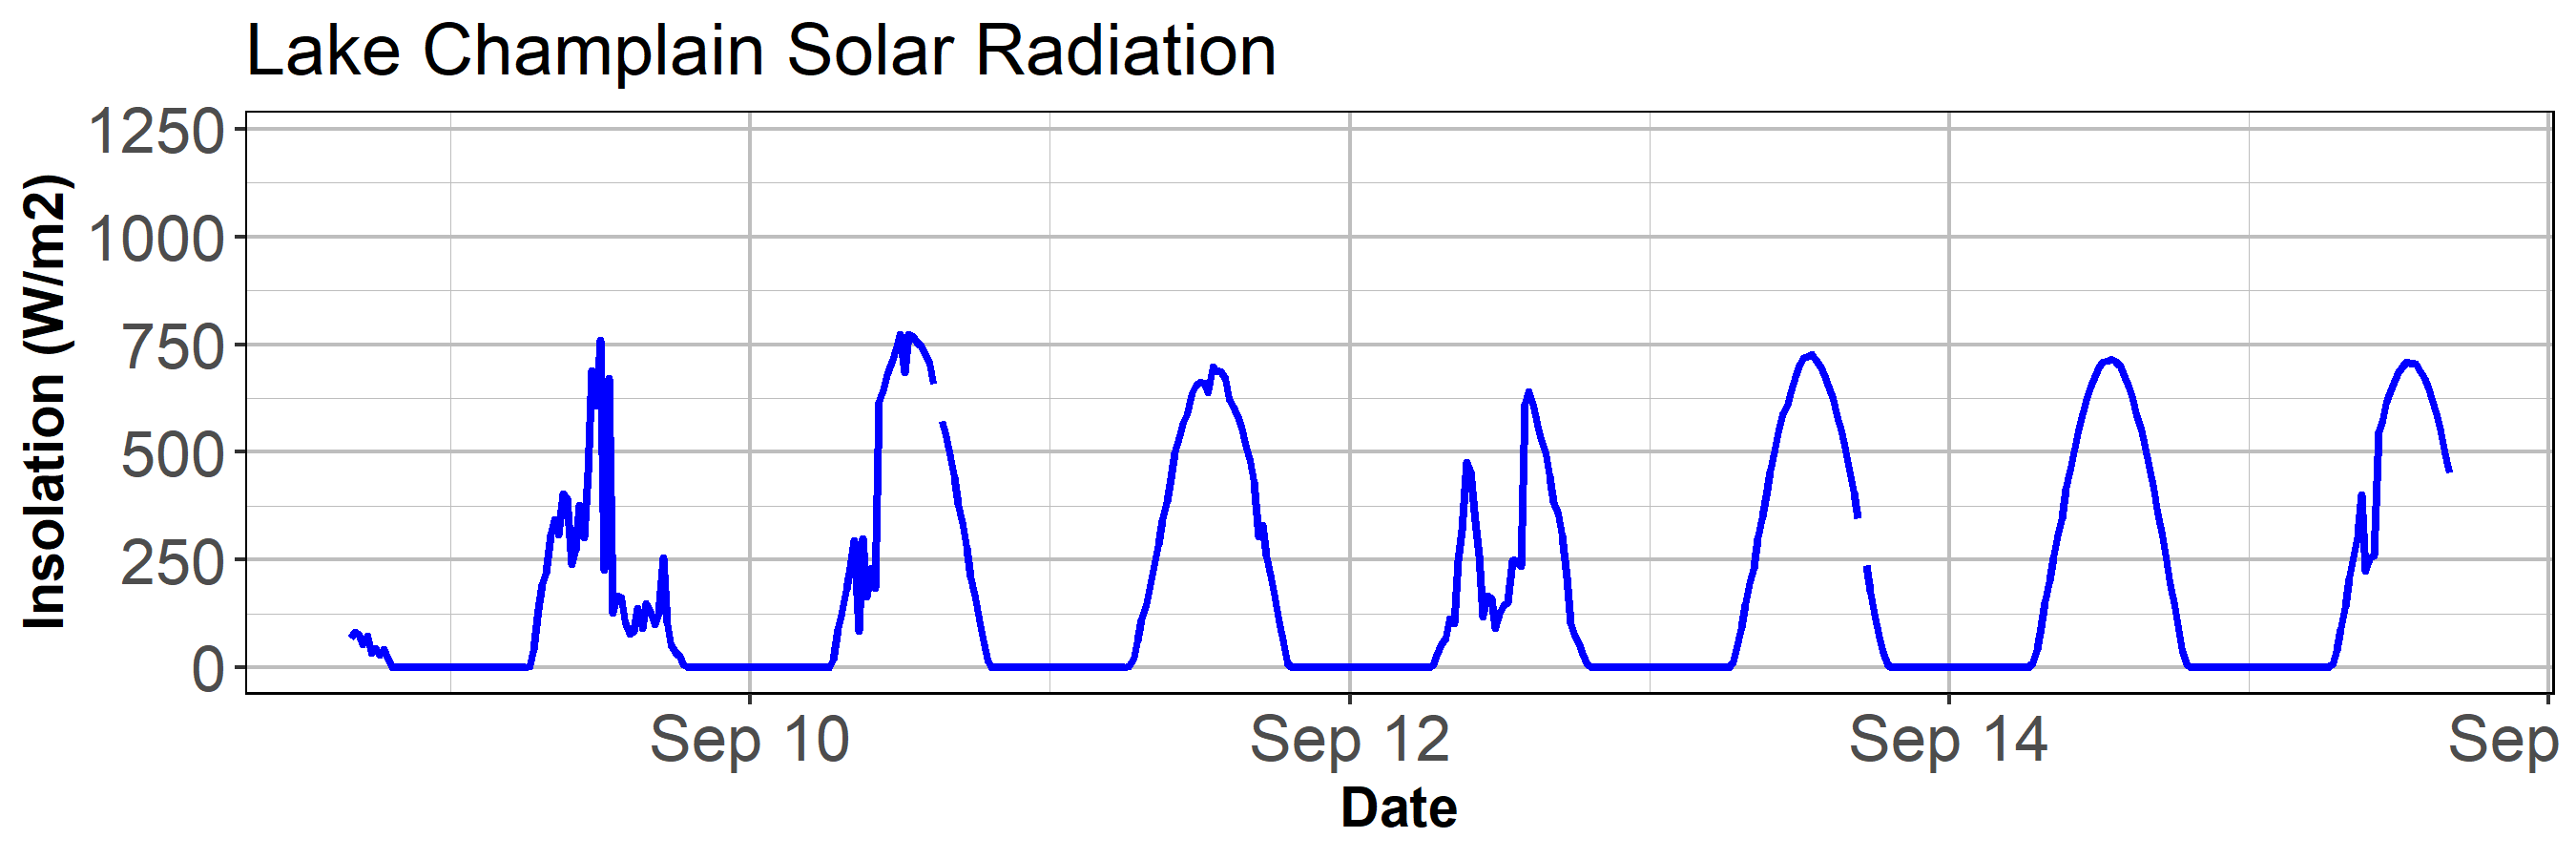 Lake Champlain Solar Radiation
1250
1000
750
500
250
0
Insolation (W/m2)
Sep 10
Sep 12
Sep 14
Sep
Date